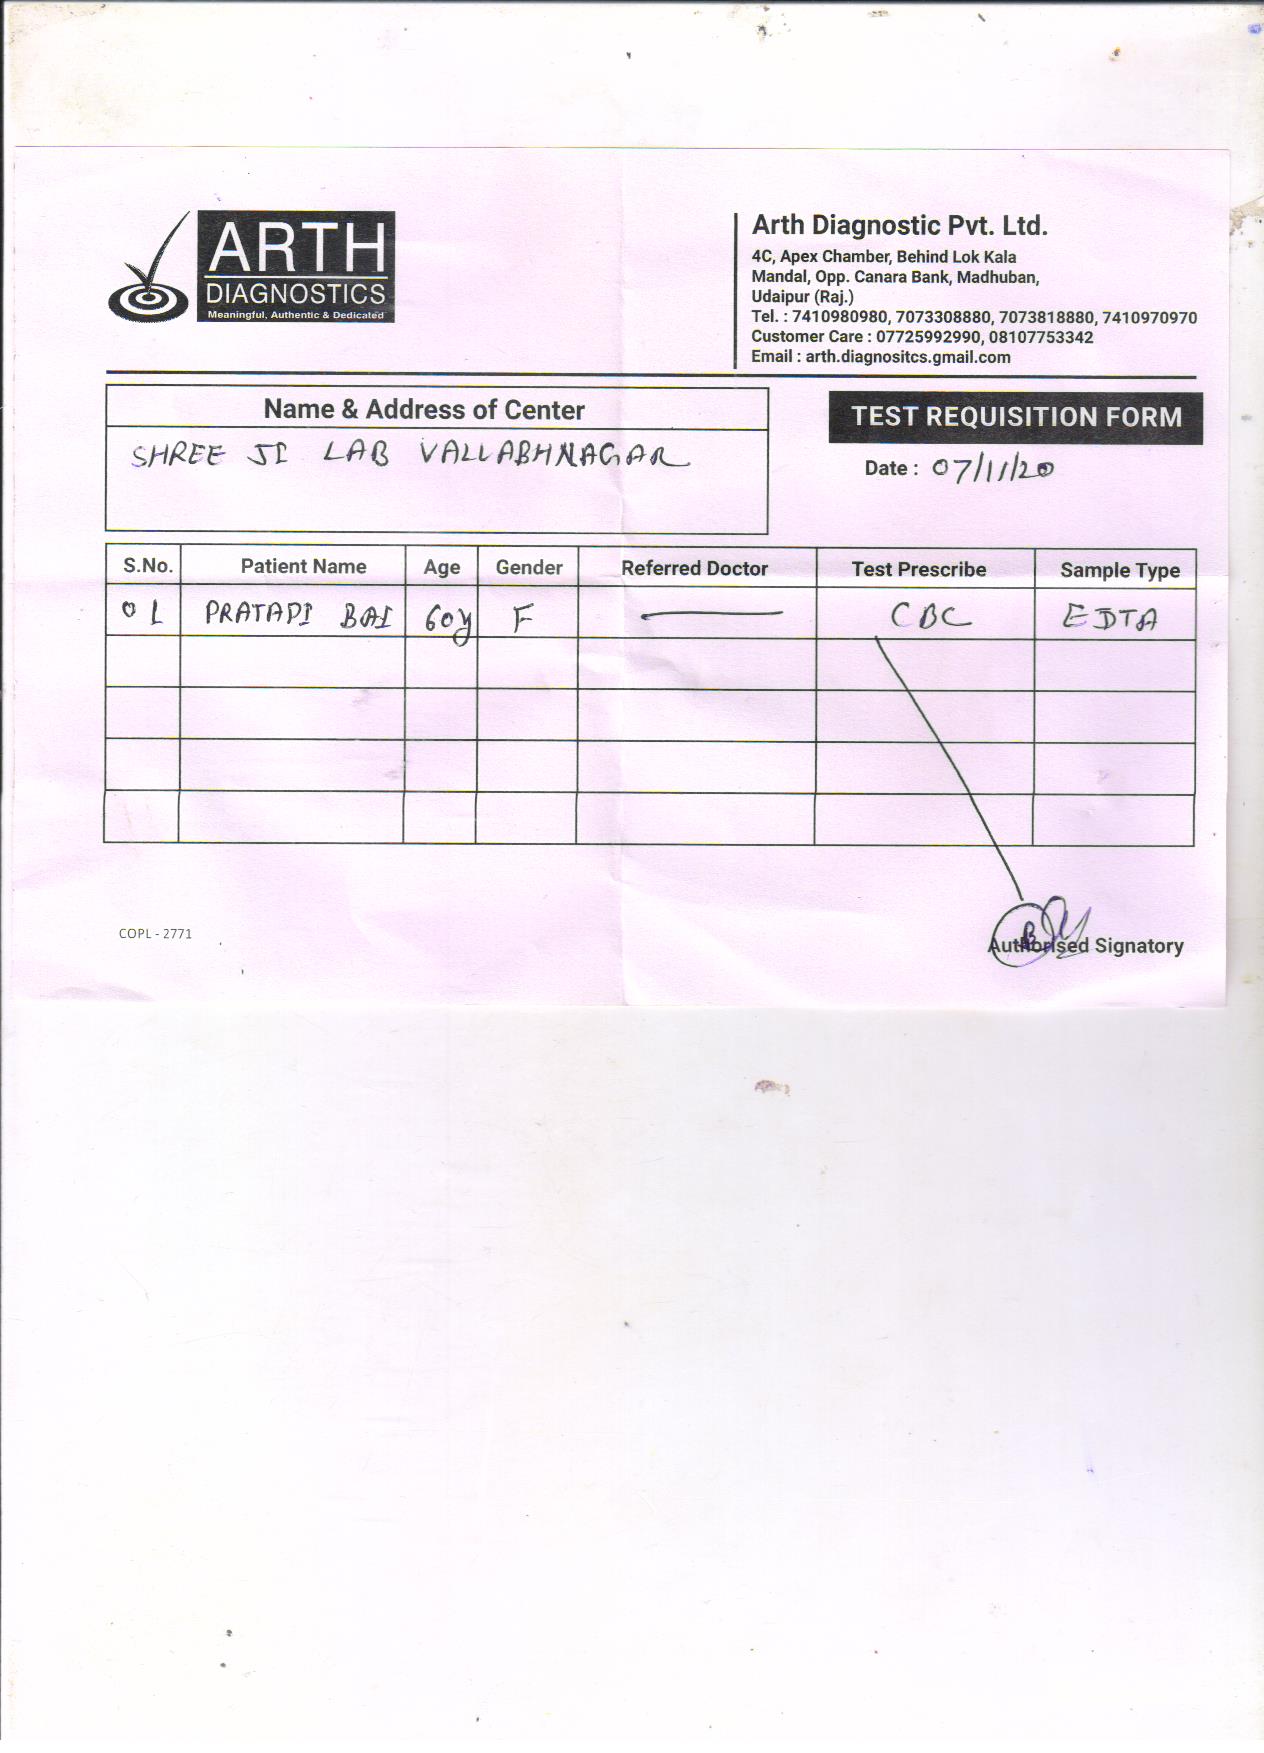 ARTH
DIAGNOSTICS
Meaningful, Authentic & Dedicated
Arth Diagnostic Pvt. Ltd.
4C, Apex Chamber, Behind Lok Kala
Mandal, Opp. Canara Bank, Madhuban,
Udaipur (Raj.)
Tel. : 7410980980, 7073308880, 7073818880, 7410970970
Customer Care : 07725992990, 08107753342
Email : arth.diagnositcs.gmail.com
Name & Address of Center
SHREE JI LAB VALLABHNAGAR
TEST REQUISITION FORM
Date : 07/11/20
S.No. Patient Name Age Gender Referred Doctor Test Prescribe Sample Type
01 PRATAPI BAI 60y F CBC EDTA
COPL - 2771
Authorised Signatory